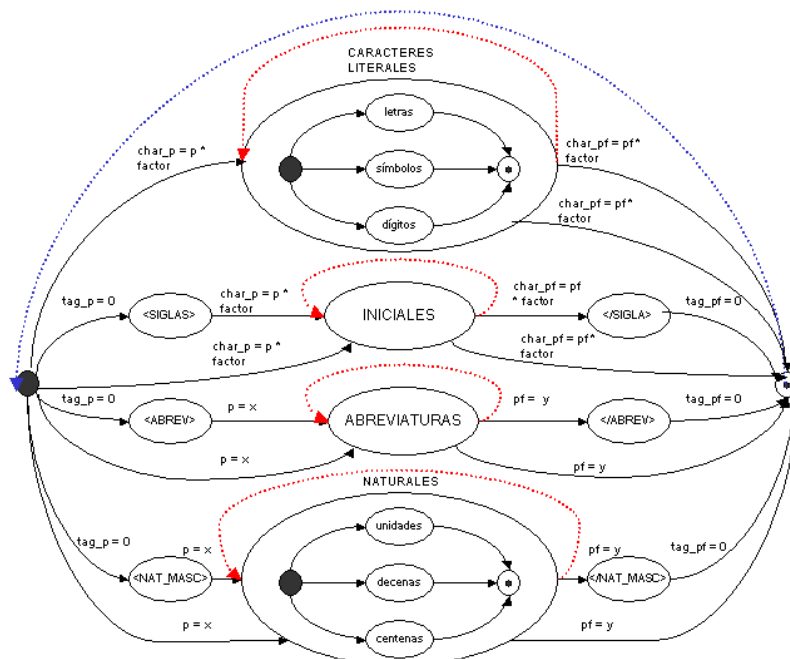 CARACTERES
LITERALES
letras
símbolos
dígitos
char_p = p *
factor
char_pf = pf*
factor
char_pf = pf*
factor
tag_p = 0
<SIGLAS>
char_p = p *
factor
INICIALES
char_pf = pf
* factor
</SIGLA>
tag_pf = 0
char_p = p *
factor
char_pf = pf*
factor
tag_p = 0
<ABREV>
p = x
ABREVIATURAS
pf = y
</ABREV>
tag_pf = 0
p = x
pf = y
NATURALES
unidades
decenas
centenas
tag_p = 0
<NAT_MASC>
p = x
pf = y
</NAT_MASC>
tag_pf = 0
p = x
pf = y